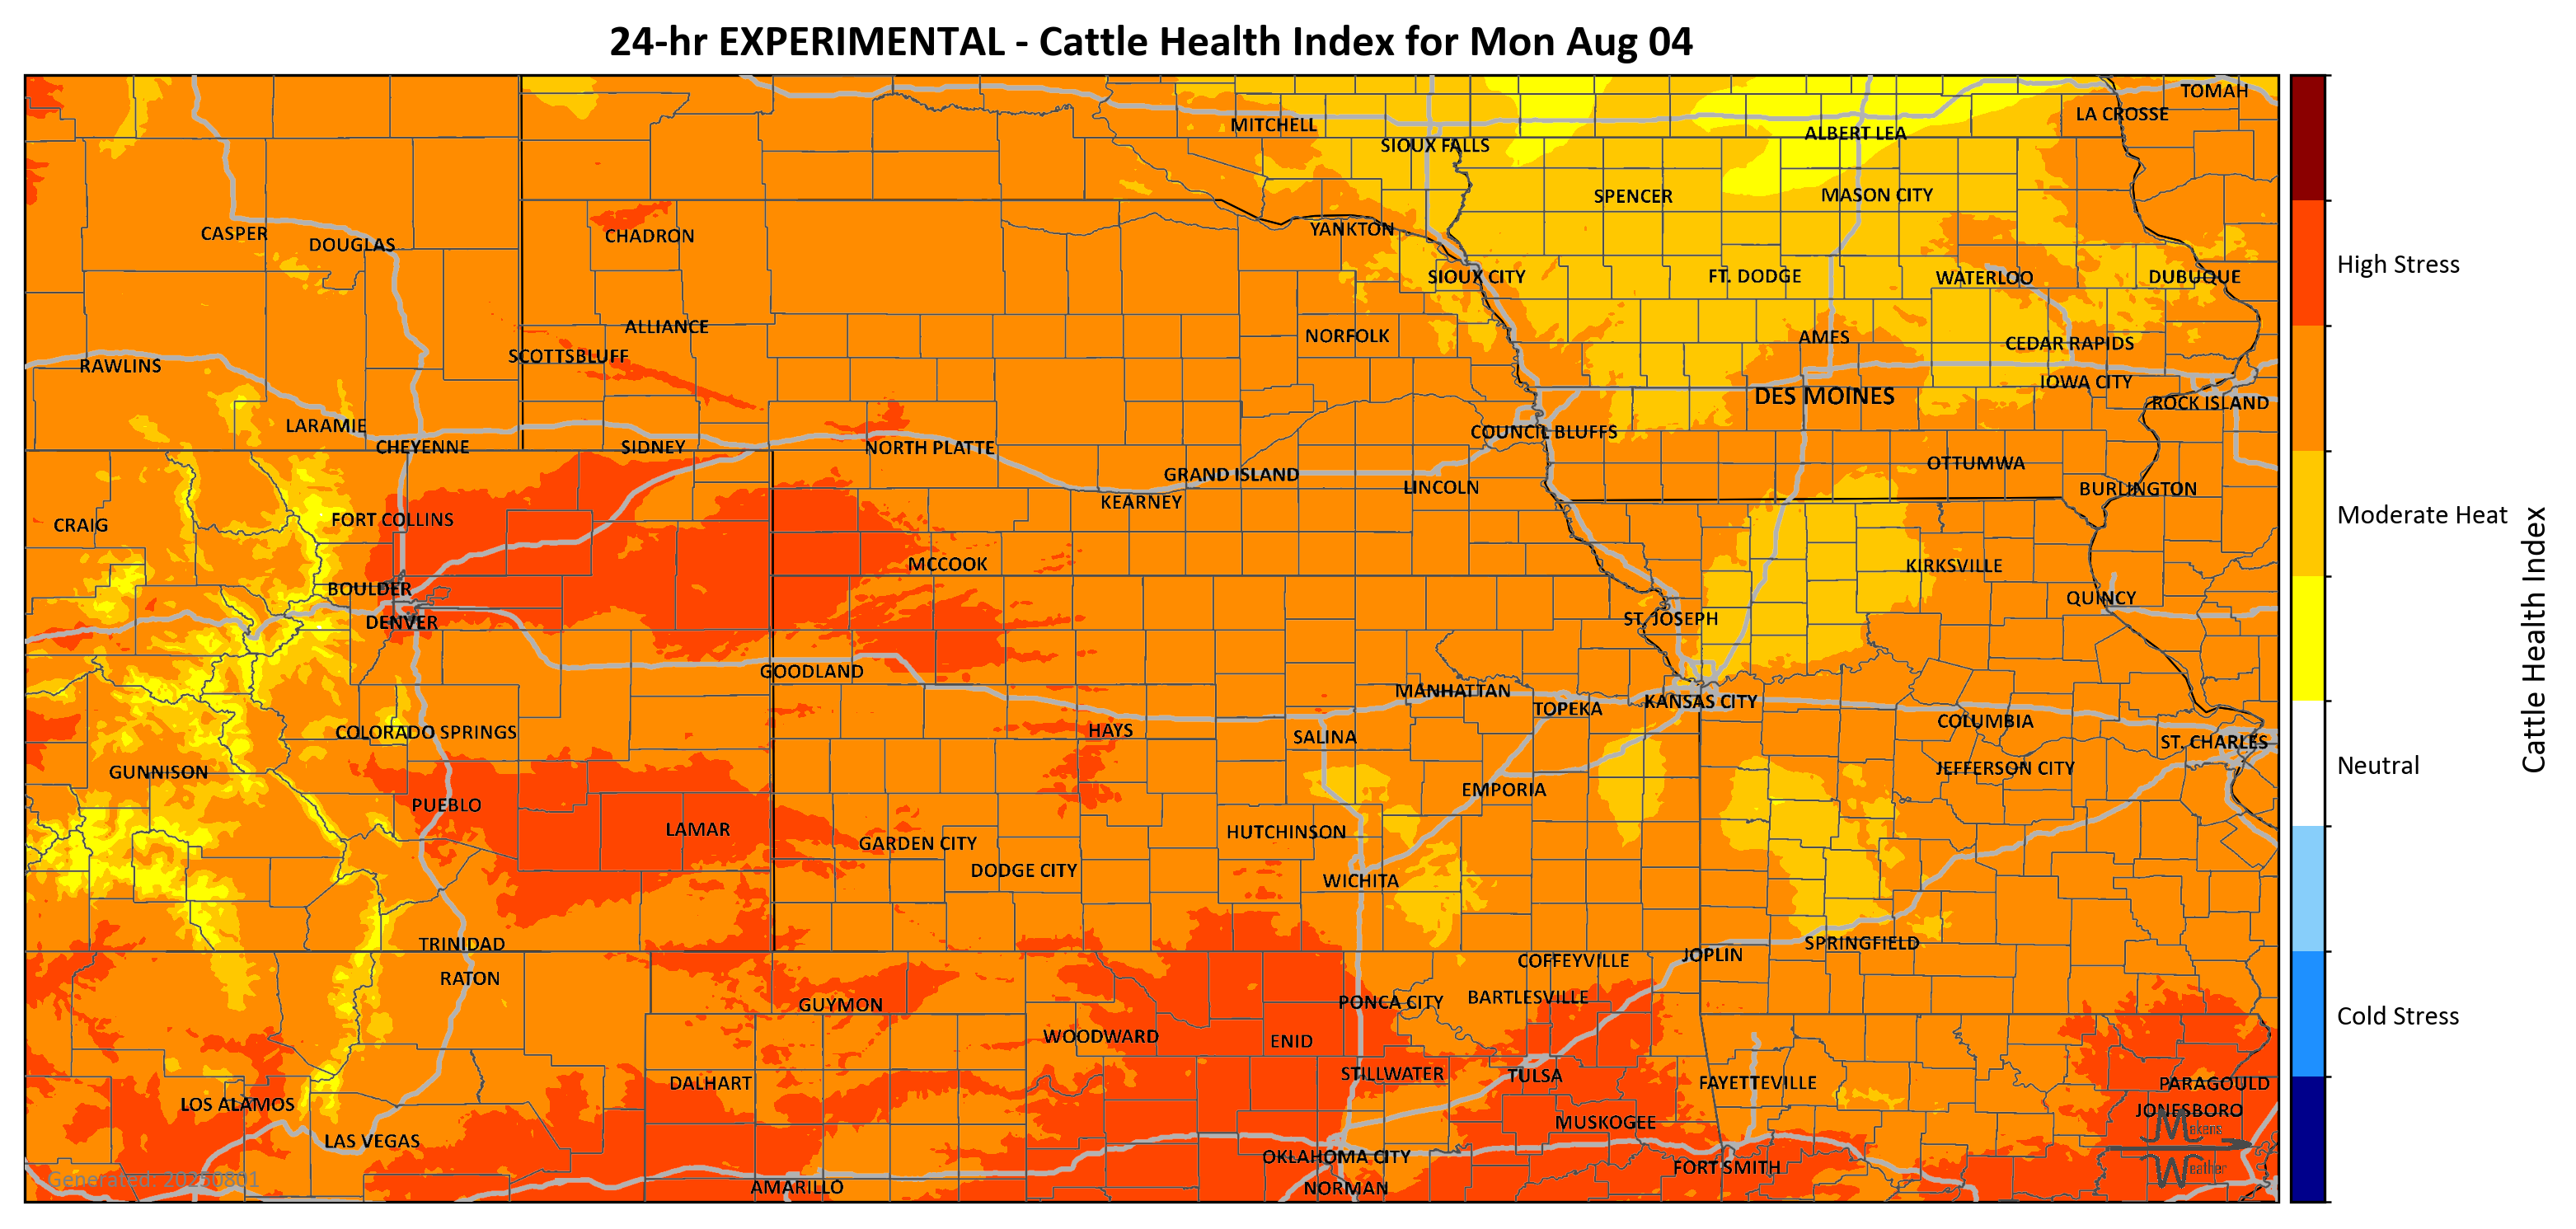 24-hr EXPERIMENTAL - Cattle Health Index for Mon Aug 04
TOMAH
LA CROSSE
MITCHELL
ALBERT LEA
SIOUX FALLS
SPENCER
MASON CITY
CASPER
DOUGLAS
CHADRON
YANKTON
SIOUX CITY
FT. DODGE
WATERLOO
DUBUQUE
High Stress
ALLIANCE
NORFOLK
AMES
CEDAR RAPIDS
SCOTTSBLUFF
RAWLINS
IOWA CITY
DES MOINES
ROCK ISLAND
LARAMIE
COUNCIL BLUFFS
CHEYENNE
SIDNEY
NORTH PLATTE
OTTUMWA
GRAND ISLAND
LINCOLN
BURLINGTON
KEARNEY
CRAIG
FORT COLLINS
Moderate Heat
MCCOOK
KIRKSVILLE
BOULDER
QUINCY
DENVER
ST. JOSEPH
Cattle Health Index
GOODLAND
MANHATTAN
TOPEKA
KANSAS CITY
COLORADO SPRINGS
HAYS
SALINA
COLUMBIA
ST. CHARLES
GUNNISON
JEFFERSON CITY
Neutral
EMPORIA
PUEBLO
LAMAR
HUTCHINSON
GARDEN CITY
DODGE CITY
WICHITA
TRINIDAD
SPRINGFIELD
JOPLIN
COFFEYVILLE
RATON
GUYMON
PONCA CITY
BARTLESVILLE
Cold Stress
WOODWARD
ENID
STILLWATER
TULSA
DALHART
FAYETTEVILLE
PARAGOULD
LOS ALAMOS
JONESBORO
MUSKOGEE
Makens
LAS VEGAS
OKLAHOMA CITY
FORT SMITH
Weather
Generated: 20250801
AMARILLO
NORMAN